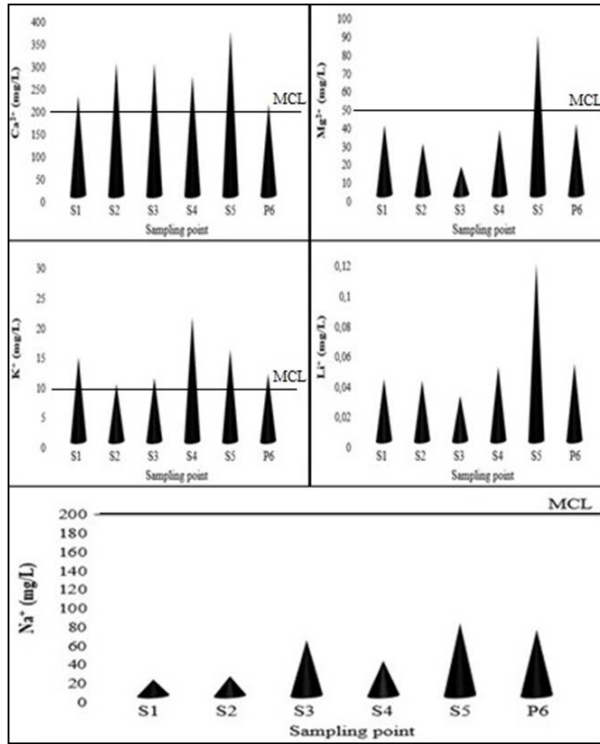 Ca²⁺ (mg/L)
400
350
300
250
200
150
100
50
0
MCL
S1 S2 S3 S4 S5 P6
Sampling point
Mg²⁺ (mg/L)
100
90
80
70
60
50
40
30
20
10
0
MCL
S1 S2 S3 S4 S5 P6
Sampling point
K⁺ (mg/L)
30
25
20
15
10
5
0
MCL
S1 S2 S3 S4 S5 P6
Sampling point
Li⁺ (mg/L)
0,12
0,1
0,08
0,06
0,04
0,02
0
S1 S2 S3 S4 S5 P6
Sampling point
MCL
Na⁺ (mg/L)
200
180
160
140
120
100
80
60
40
20
0
S1 S2 S3 S4 S5 P6
Sampling point